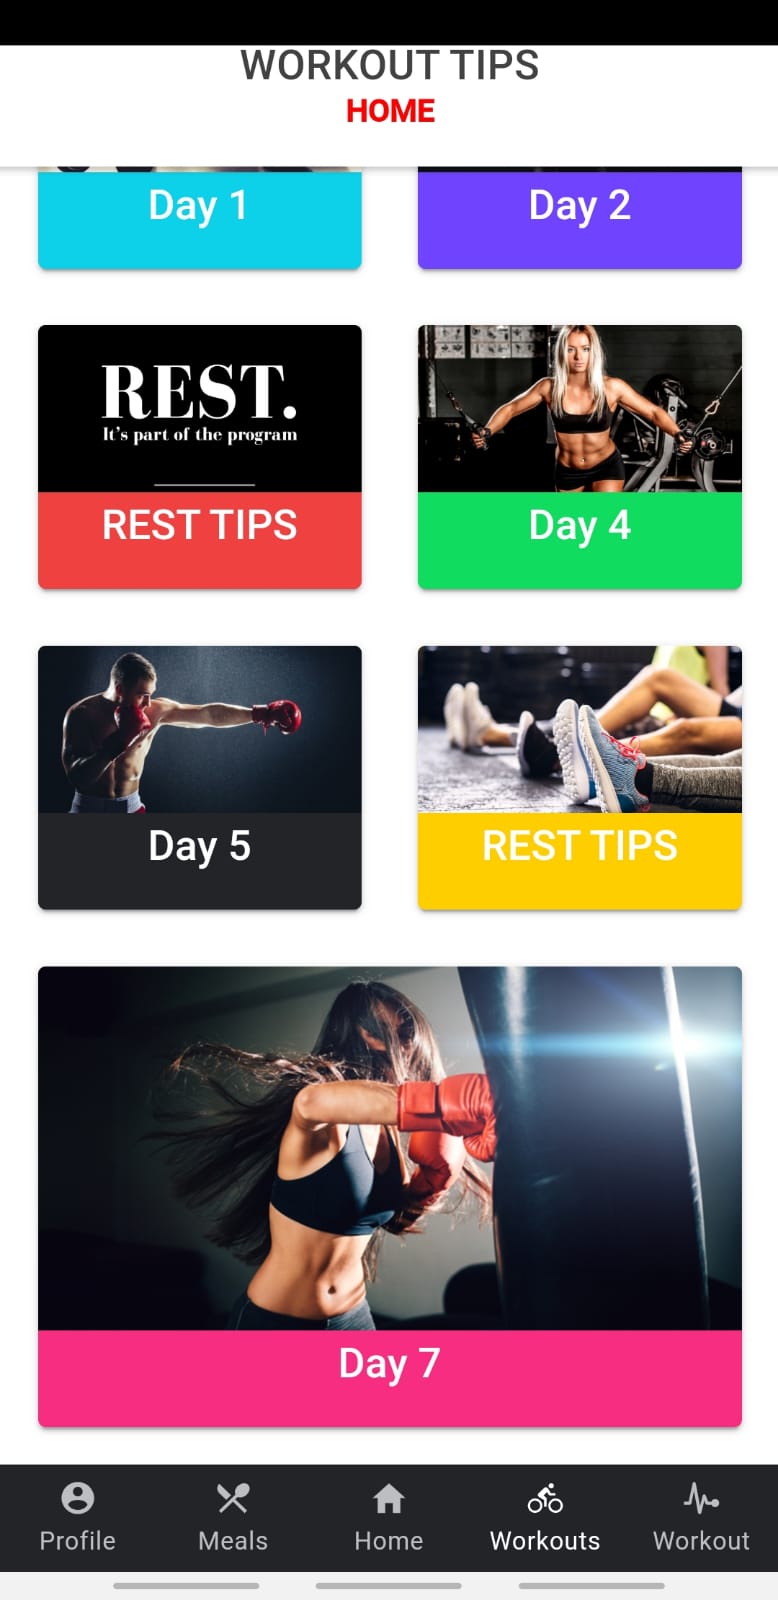 WORKOUT TIPS
HOME
Day 1
Day 2
REST.
It's part of the program
REST TIPS
Day 4
Day 5
REST TIPS
Day 7
Profile
Meals
Home
Workouts
Workout